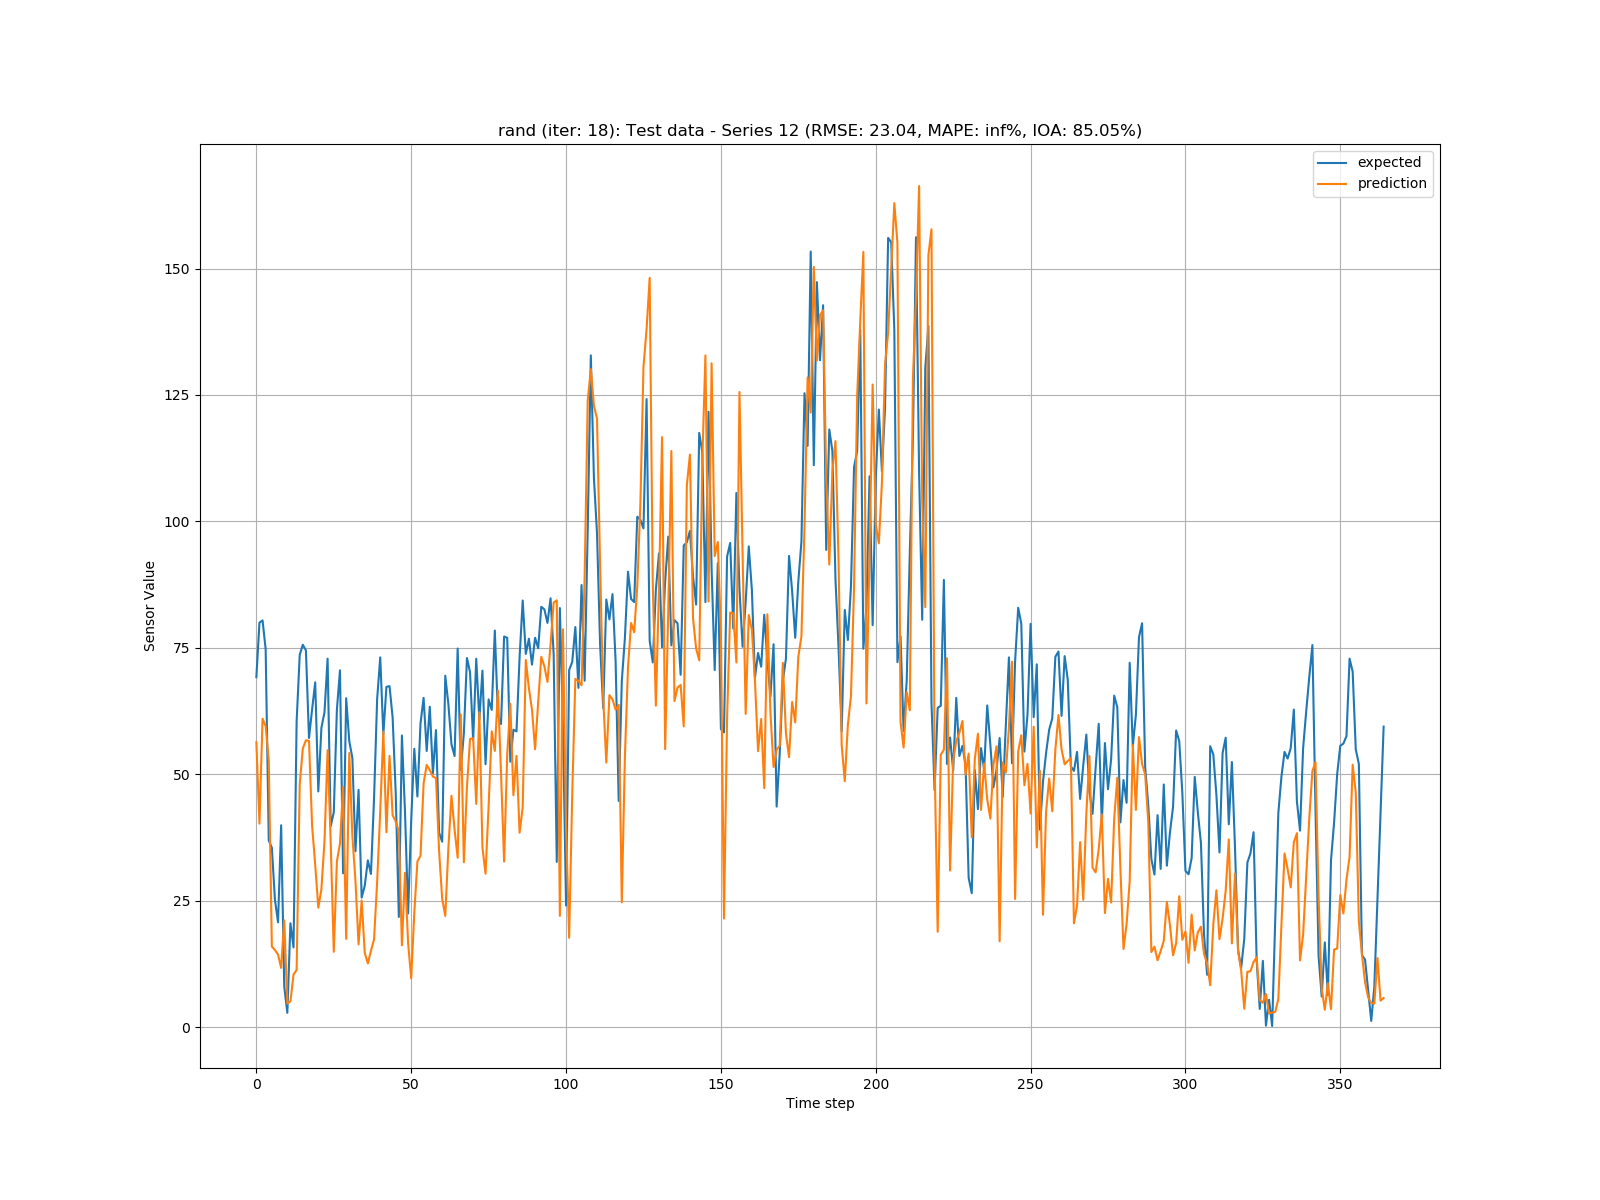 rand (iter: 18): Test data - Series 12 (RMSE: 23.04, MAPE: inf%, IOA: 85.05%)
expected
prediction
150
125
100
75
50
25
0
Sensor Value
0 50 100 150 200 250 300 350
Time step